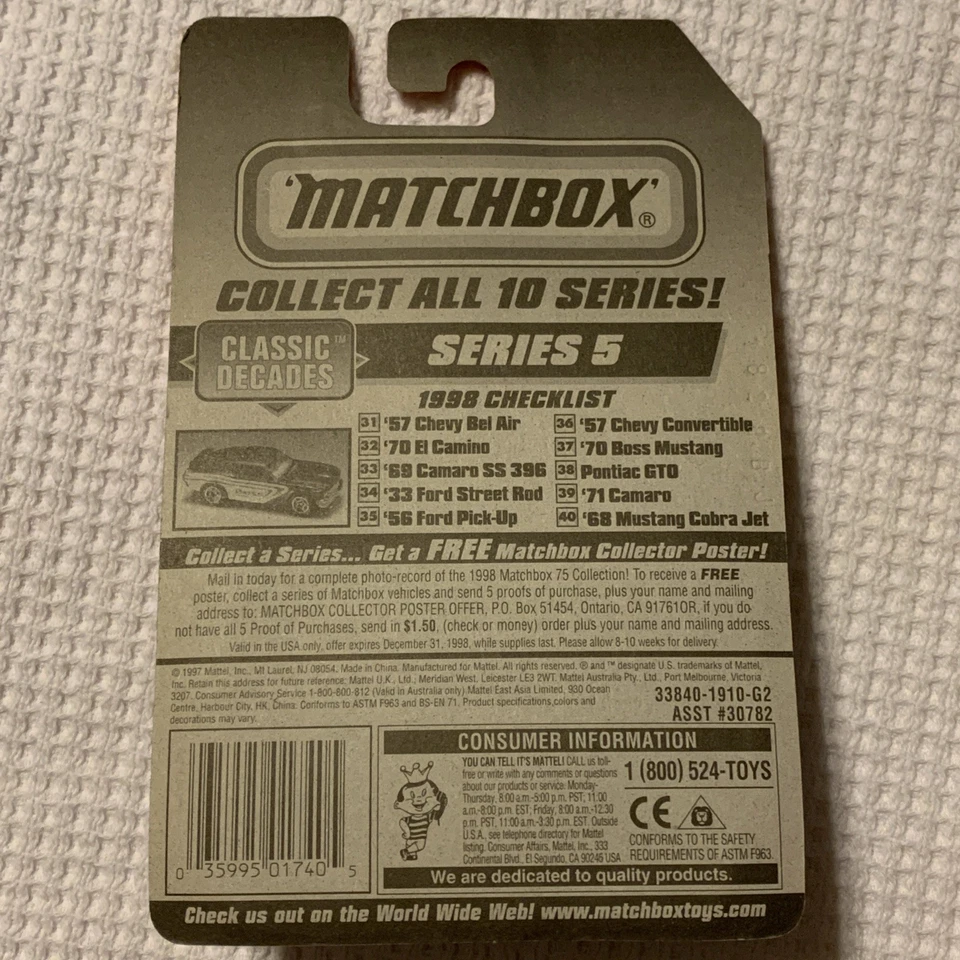 'MATCHBOX'®
COLLECT ALL 10 SERIES!
CLASSIC™
DECADES
SERIES 5
1998 CHECKLIST
31 '57 Chevy Bel Air
32 '70 El Camino
33 '69 Camaro SS 396
34 '33 Ford Street Rod
35 '56 Ford Pick-Up
36 '57 Chevy Convertible
37 '70 Boss Mustang
38 Pontiac GTO
39 '71 Camaro
40 '68 Mustang Cobra Jet
Collect a Series... Get a FREE Matchbox Collector Poster!
Mail in today for a complete photo-record of the 1998 Matchbox 75 Collection! To receive a FREE
poster, collect a series of Matchbox vehicles and send 5 proofs of purchase, plus your name and mailing
address to: MATCHBOX COLLECTOR POSTER OFFER, P.O. Box 51454, Ontario, CA 91761OR, if you do
not have all 5 Proof of Purchases, send in $1.50, (check or money) order plus your name and mailing address.
Valid in the USA only, offer expires December 31, 1998, while supplies last. Please allow 8-10 weeks for delivery.
© 1997 Mattel, Inc., Mt Laurel, NJ 08054. Made in China. Manufactured for Mattel. All rights reserved. ® and ™ designate U.S. trademarks of Mattel,
Inc. Retain this address for future reference: Mattel U.K., Ltd., Meridian West, Leicester LE3 2WT. Mattel Australia Pty., Ltd., Port Melbourne, Victoria
3207. Consumer Advisory Service 1-800-800-812 (Valid in Australia only) Mattel East Asia Limited, 930 Ocean
Centre, Harbour City, HK, China. Conforms to ASTM F963 and BS-EN 71. Product specifications,colors and
decorations may vary.
33840-1910-G2
ASST #30782
0 35995 01740 5
CONSUMER INFORMATION
YOU CAN TELL IT'S MATTEL! CALL us toll-
free or write with any comments or questions
about our products or service: Monday-
Thursday, 8:00 a.m.-5:00 p.m. PST, 11:00
a.m.-8:00 p.m. EST; Friday, 8:00 a.m.-12:30
p.m. PST, 11:00 a.m.-3:30 p.m. EST. Outside
U.S.A., see telephone directory for Mattel
listing. Consumer Affairs, Mattel, Inc., 333
Continental Blvd., El Segundo, CA 90245 USA
1 (800) 524-TOYS
CE
CONFORMS TO THE SAFETY
REQUIREMENTS OF ASTM F963.
We are dedicated to quality products.
Check us out on the World Wide Web! www.matchboxtoys.com